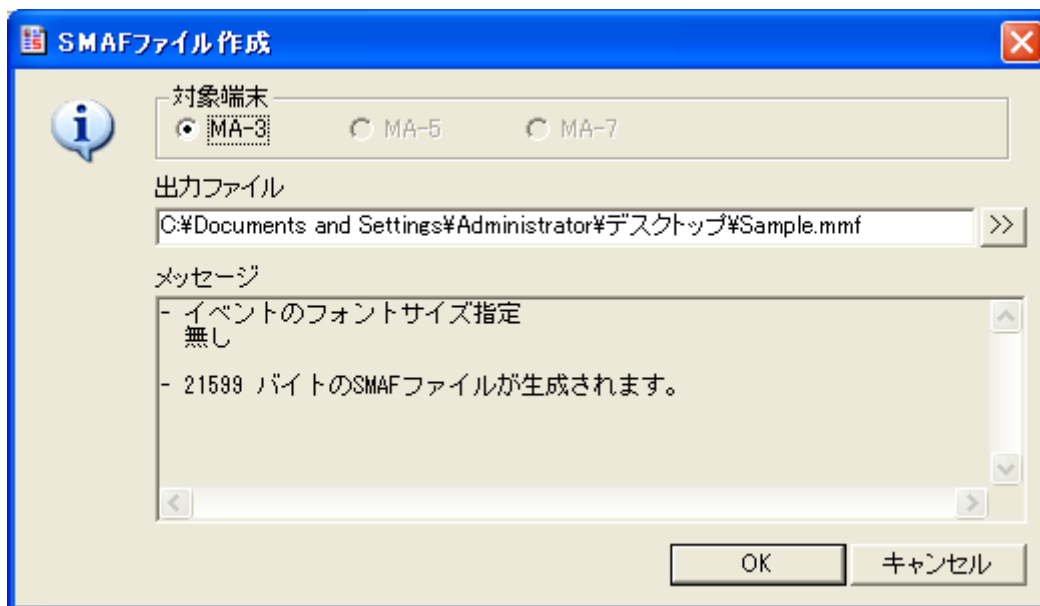 SMAFファイル作成
対象端末
MA-3 MA-5 MA-7
出力ファイル
C:¥Documents and Settings¥Administrator¥デスクトップ¥Sample.mmf >>
メッセージ
- イベントのフォントサイズ指定
無し
- 21599 バイトのSMAFファイルが生成されます。
OK キャンセル